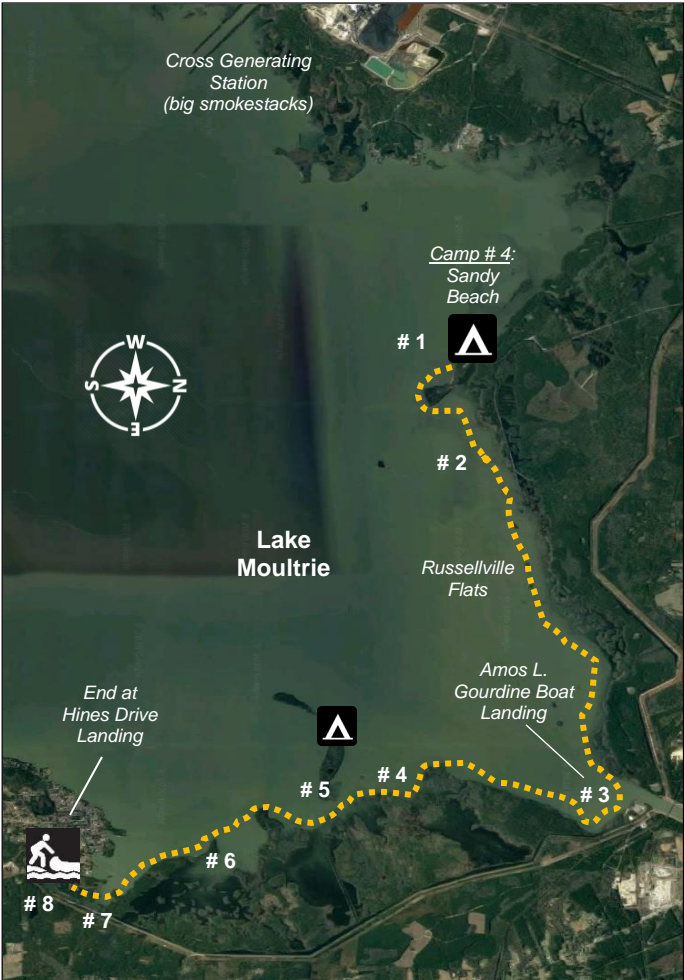 Cross Generating
Station
(big smokestacks)
Camp # 4:
Sandy
Beach
# 1
W
S
N
E
# 2
Lake
Moultrie
Russellville
Flats
Amos L.
Gourdine Boat
Landing
End at
Hines Drive
Landing
# 3
# 4
# 5
# 6
# 7
# 8